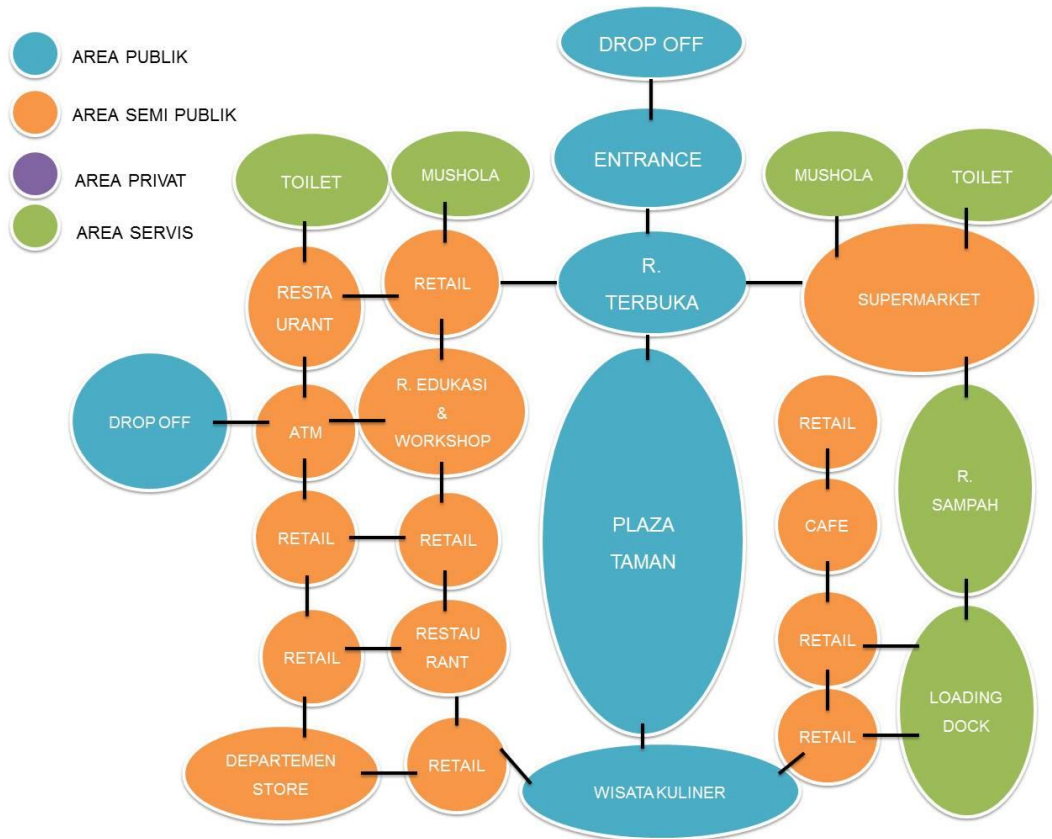 AREA PUBLIK
AREA SEMI PUBLIK
AREA PRIVAT
AREA SERVIS
DROP OFF
ENTRANCE
TOILET
MUSHOLA
MUSHOLA
TOILET
RESTA
URANT
RETAIL
R.
TERBUKA
SUPERMARKET
DROP OFF
ATM
R. EDUKASI
&
WORKSHOP
RETAIL
R.
SAMPAH
RETAIL
RETAIL
PLAZA
TAMAN
CAFE
RETAIL
RESTAU
RANT
RETAIL
LOADING
DOCK
DEPARTEMEN
STORE
RETAIL
WISATA KULINER
RETAIL